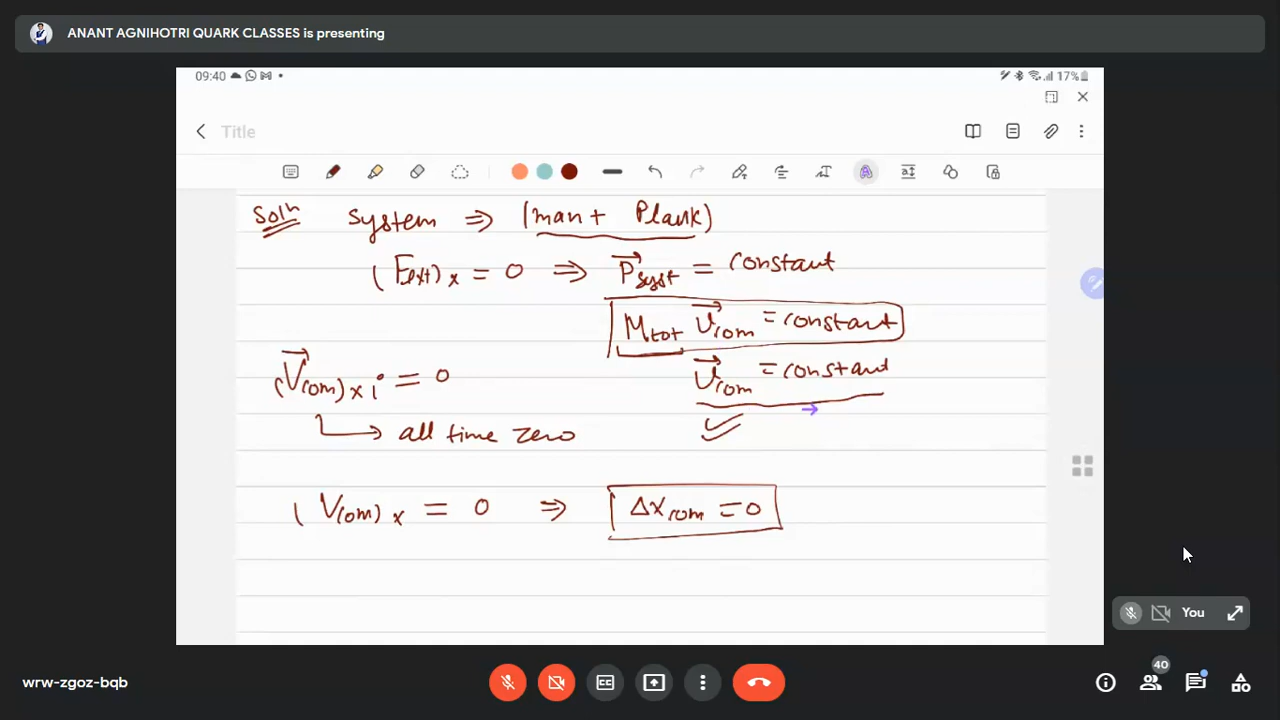 ANANT AGNIHOTRI QUARK CLASSES is presenting
09:40
17%
Title
Solⁿ system ⇒ (man + Plank)
(Fext)x = 0 ⇒ P⃗syst = constant
Mtot v⃗com = constant
(V⃗com)xi = 0
v⃗com = constant
→ all time zero
(Vcom)x = 0 ⇒ ΔXcom = 0
You
wrw-zgoz-bqb
40